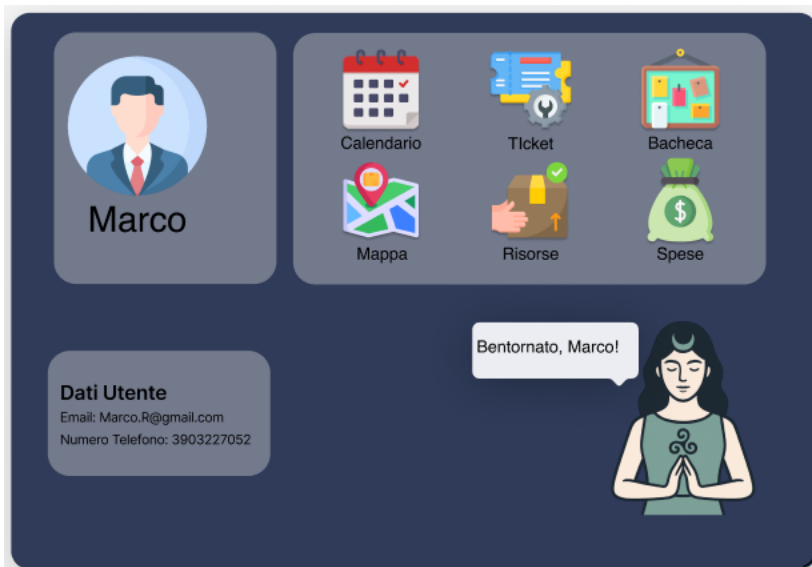 Marco
Calendario
TIcket
Bacheca
Mappa
Risorse
Spese
Bentornato, Marco!
Dati Utente
Email: Marco.R@gmail.com
Numero Telefono: 3903227052